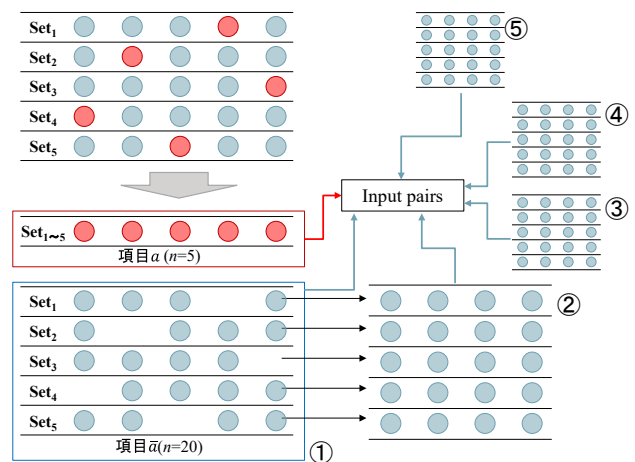 Set1
Set2
Set3
Set4
Set5
⑤
④
③
Input pairs
Set1~5
項目a (n=5)
Set1
Set2
Set3
Set4
Set5
項目a̅(n=20)
①
②